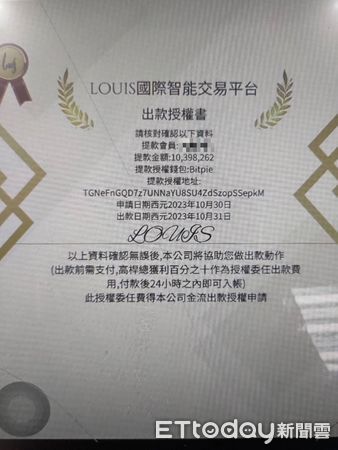 LOUIS國際智能交易平台
出款授權書
請核對確認以下資料
提款會員:
提款金額:10,398,262
提款授權錢包:Bitpie
提款授權地址:
TGNeFnGQD7z7UNNaYU8SU4ZdSzopSSepkM
申請日期西元2023年10月30日
出款日期西元2023年10月31日
LOUIS
以上資料確認無誤後,本公司將協助您做出款動作
(出款前需支付,高桿總獲利百分之十作為授權委任出款費
用,付款後24小時之內即可入帳)
此授權委任費得本公司金流出款授權申請
ETtoday新聞雲